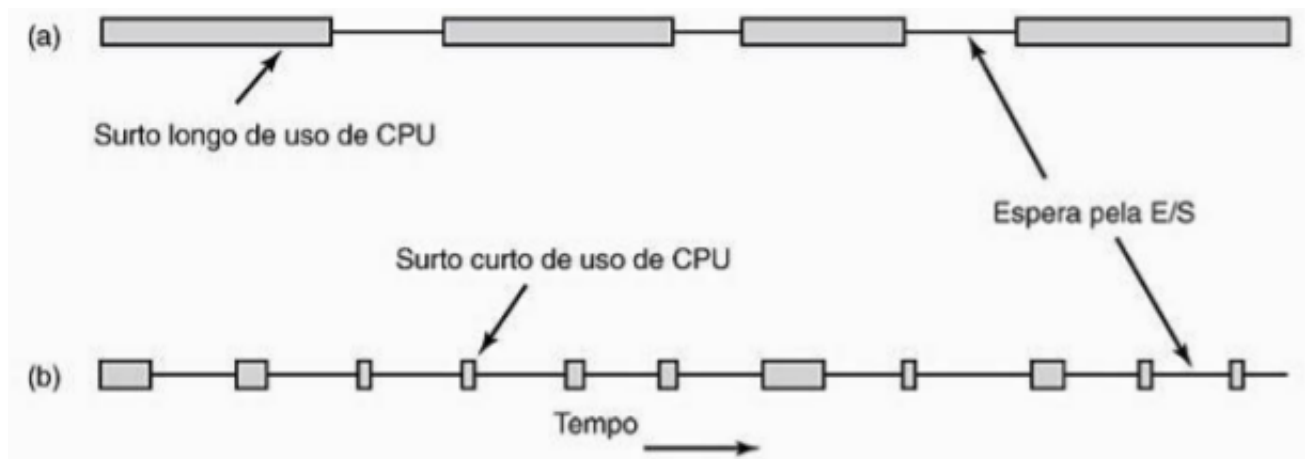 (a)
Surto longo de uso de CPU
Espera pela E/S
Surto curto de uso de CPU
(b)
Tempo